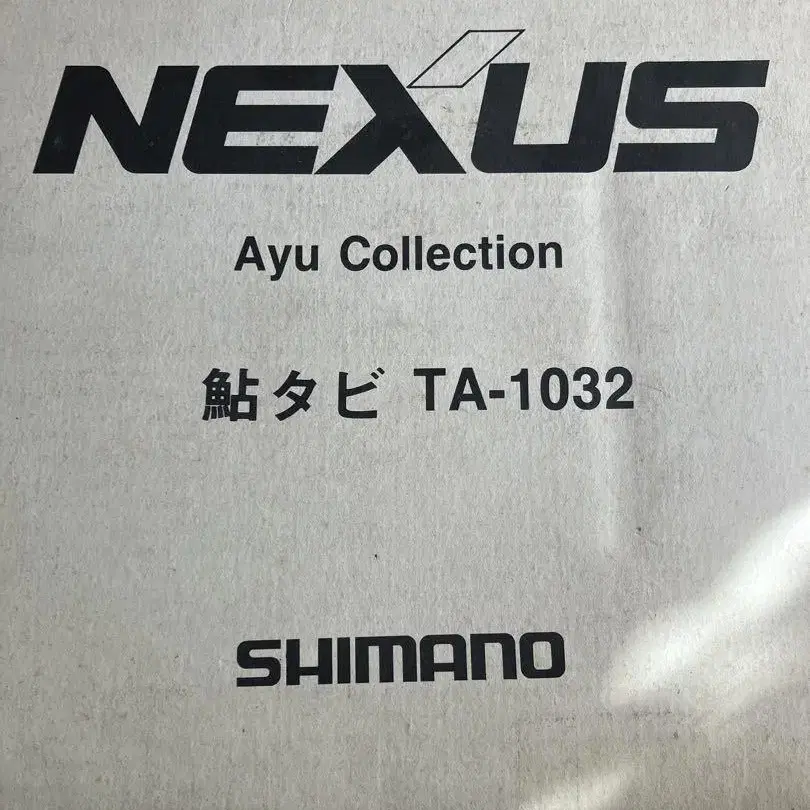 NEXUS
Ayu Collection
鮎タビ TA-1032
SHIMANO